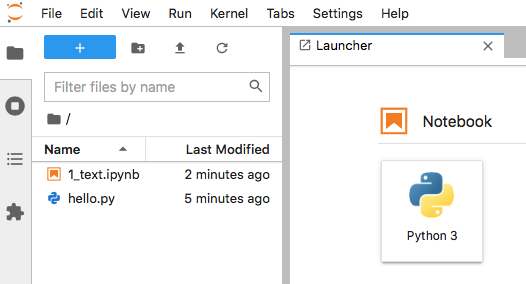 File Edit View Run Kernel Tabs Settings Help
+
Launcher
Filter files by name
/
Name Last Modified
1_text.ipynb 2 minutes ago
hello.py 5 minutes ago
Notebook
Python 3